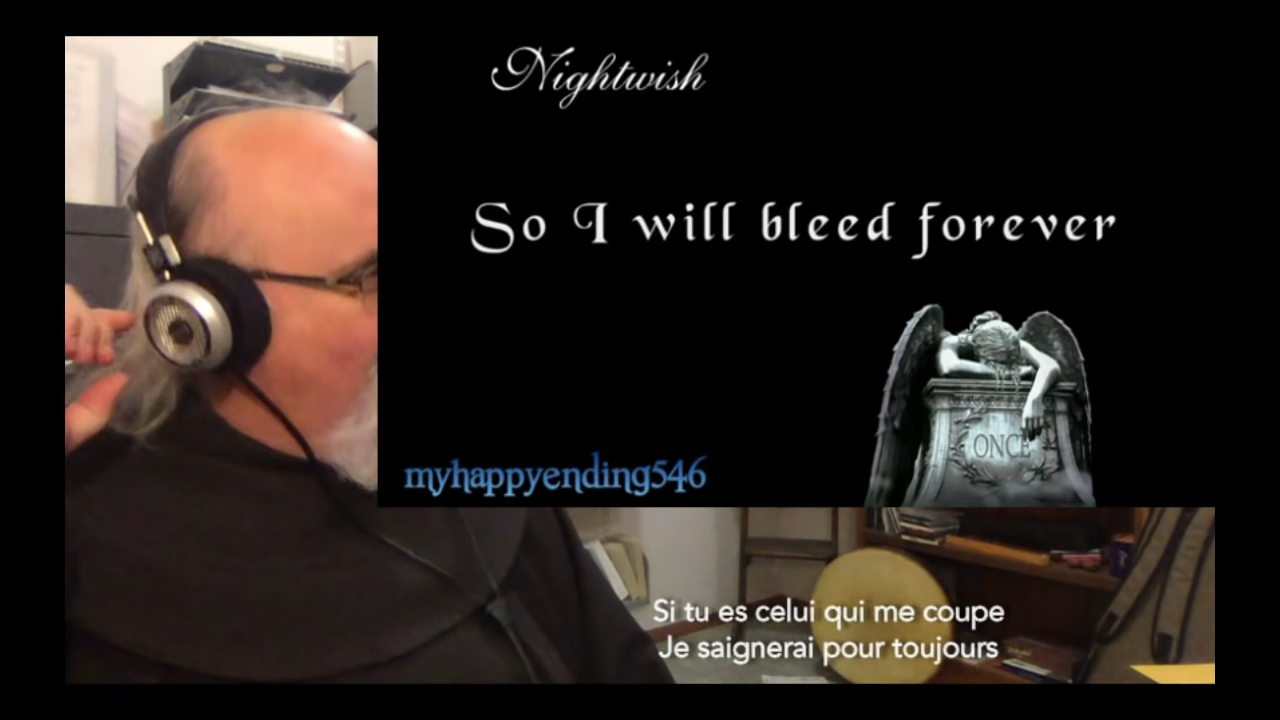 Nightwish
So I will bleed forever
ONCE
myhappyending546
Si tu es celui qui me coupe
Je saignerai pour toujours